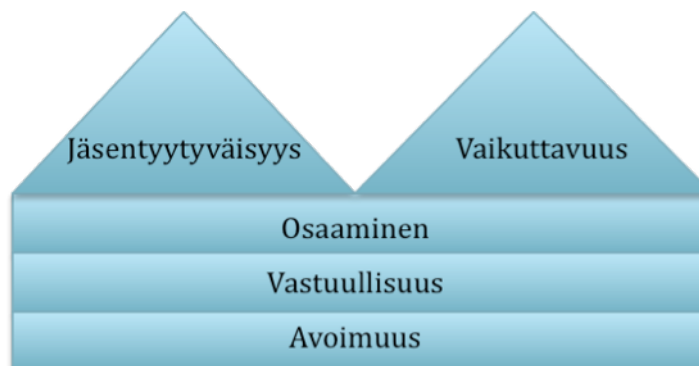 Jäsentyytyväisyys
Vaikuttavuus
Osaaminen
Vastuullisuus
Avoimuus